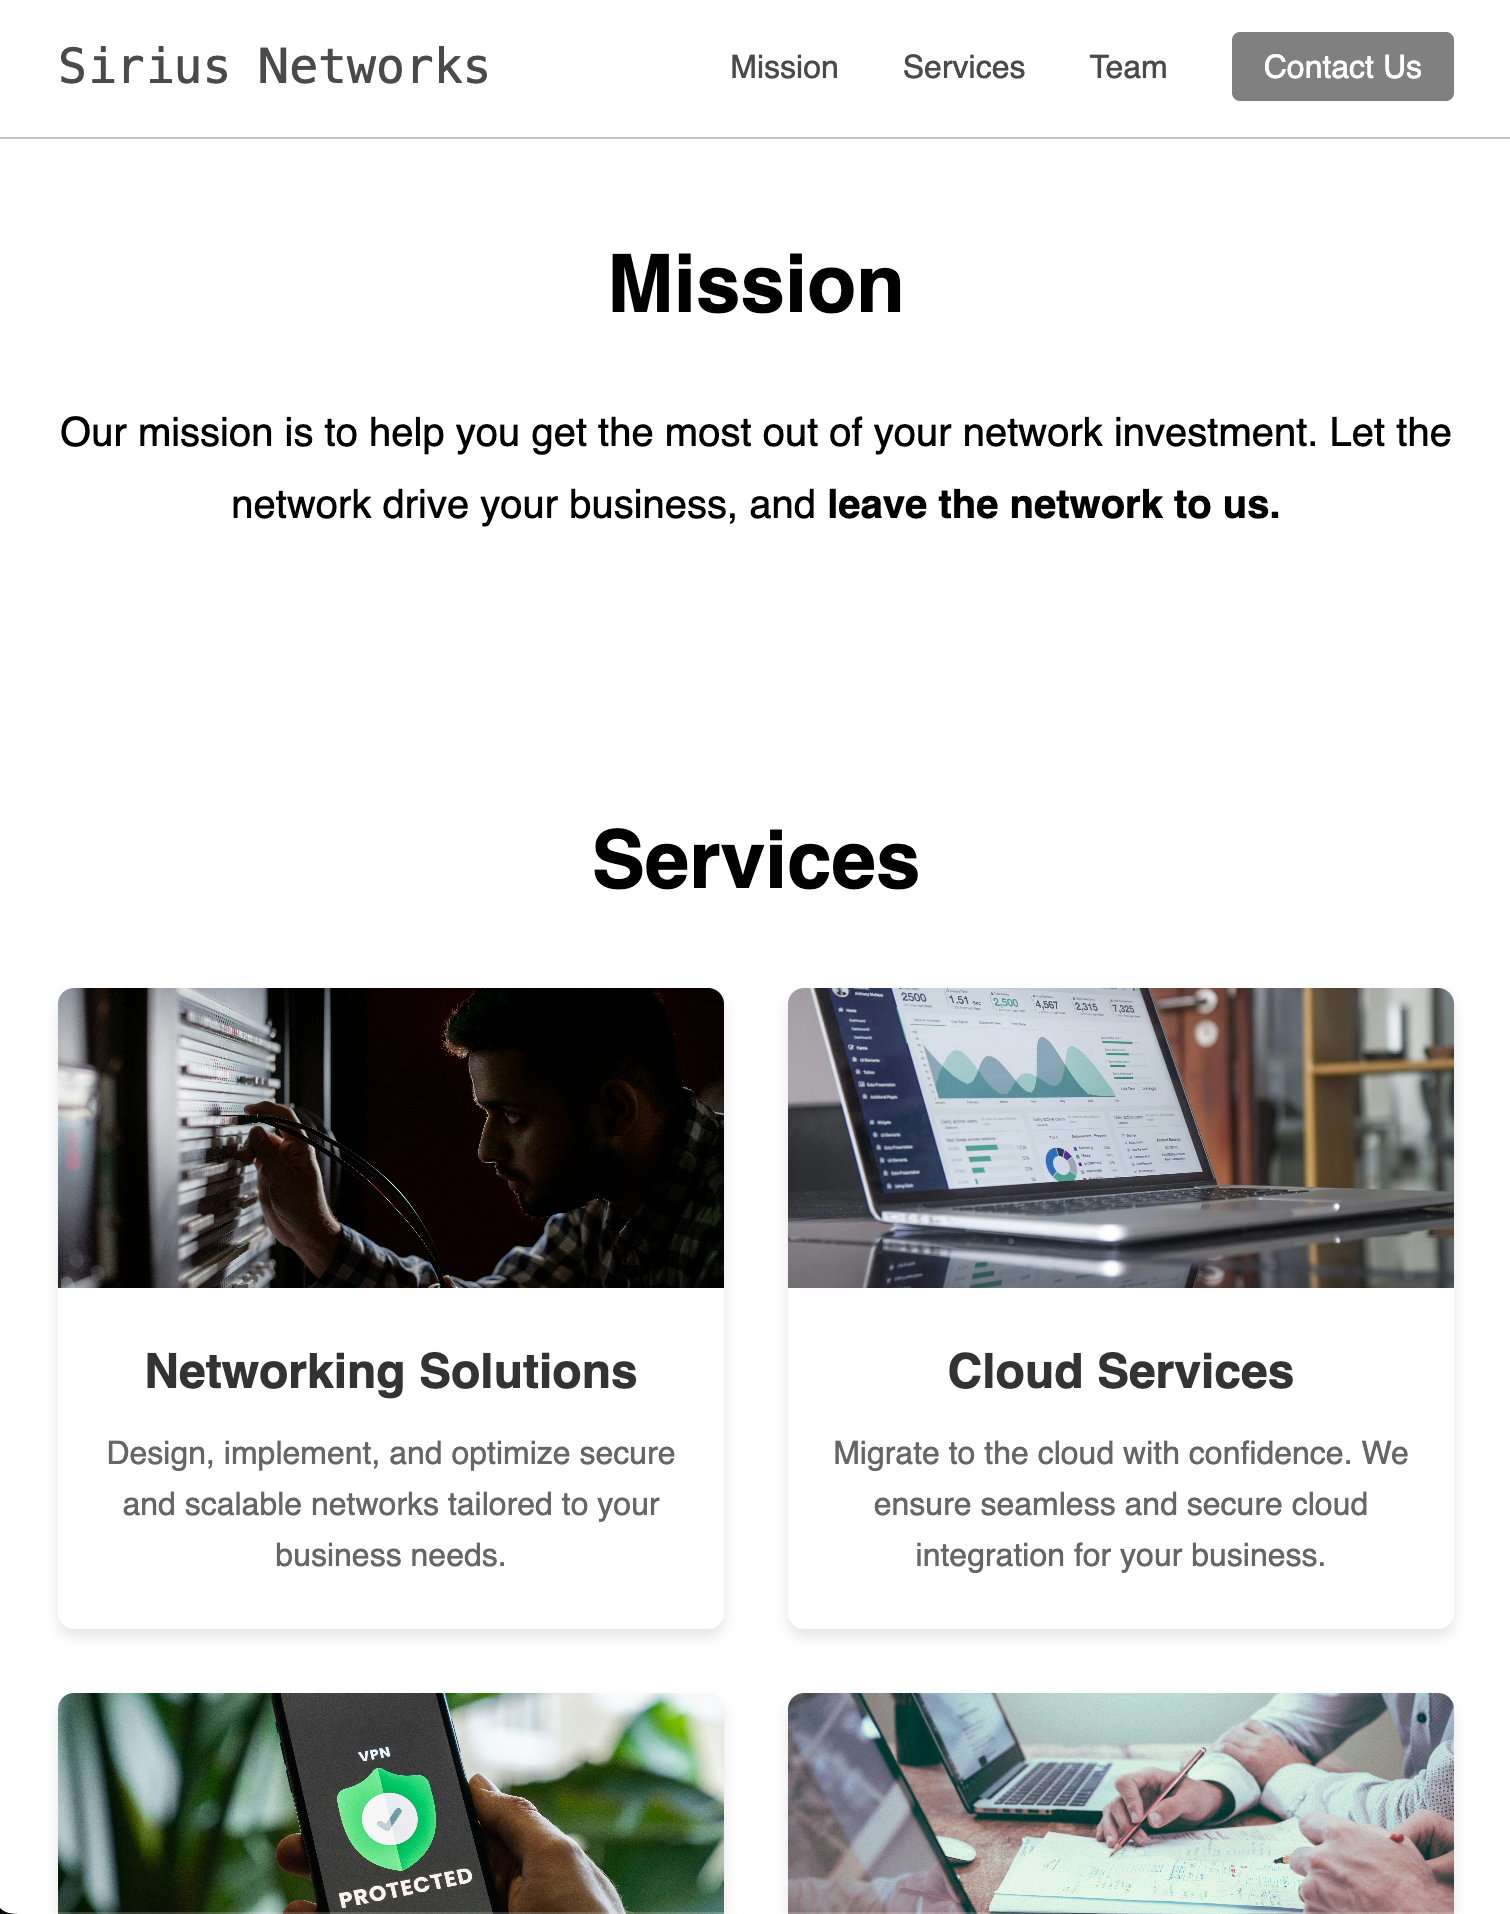 Sirius Networks
Mission
Services
Team
Contact Us
Mission
Our mission is to help you get the most out of your network investment. Let the
network drive your business, and leave the network to us.
Services
2500
1.51 Sec
2,500
4,567
2,315
7,325
Networking Solutions
Design, implement, and optimize secure
and scalable networks tailored to your
business needs.
Cloud Services
Migrate to the cloud with confidence. We
ensure seamless and secure cloud
integration for your business.
VPN
PROTECTED